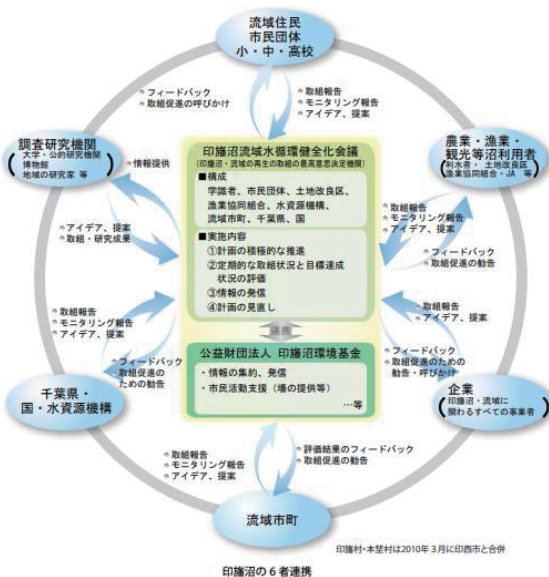 流域住民
市民団体
小・中・高校
フィードバック
取組促進の呼びかけ
取組報告
モニタリング報告
アイデア、提案
調査研究機関
大学・公的研究機関
博物館
地域の研究家 等
情報提供
アイデア、提案
取組・研究成果
印旛沼流域水循環健全化会議
(印旛沼・流域の再生の取組の最高意思決定機関)
■構成
学識者、市民団体、土地改良区、
漁業協同組合、水資源機構、
流域市町、千葉県、国
■実施内容
①計画の積極的な推進
②定期的な取組状況と目標達成
状況の評価
③情報の発信
④計画の見直し
連携
公益財団法人 印旛沼環境基金
・情報の集約、発信
・市民活動支援(場の提供等)
…等
農業・漁業・
観光等沼利用者
利水者・土地改良区
漁業協同組合・JA 等
取組報告
モニタリング報告
アイデア、提案
フィードバック
取組促進の勧告
取組報告
モニタリング報告
アイデア、提案
フィードバック
取組促進の
ための勧告
千葉県・
国・水資源機構
取組報告
アイデア、提案
フィードバック
取組促進のための
勧告・呼びかけ
企業
印旛沼・流域に
関わるすべての事業者
取組報告
モニタリング報告
アイデア、提案
評価結果のフィードバック
取組促進の勧告
流域市町
印旛村・本埜村は2010年3月に印西市と合併
印旛沼の6者連携